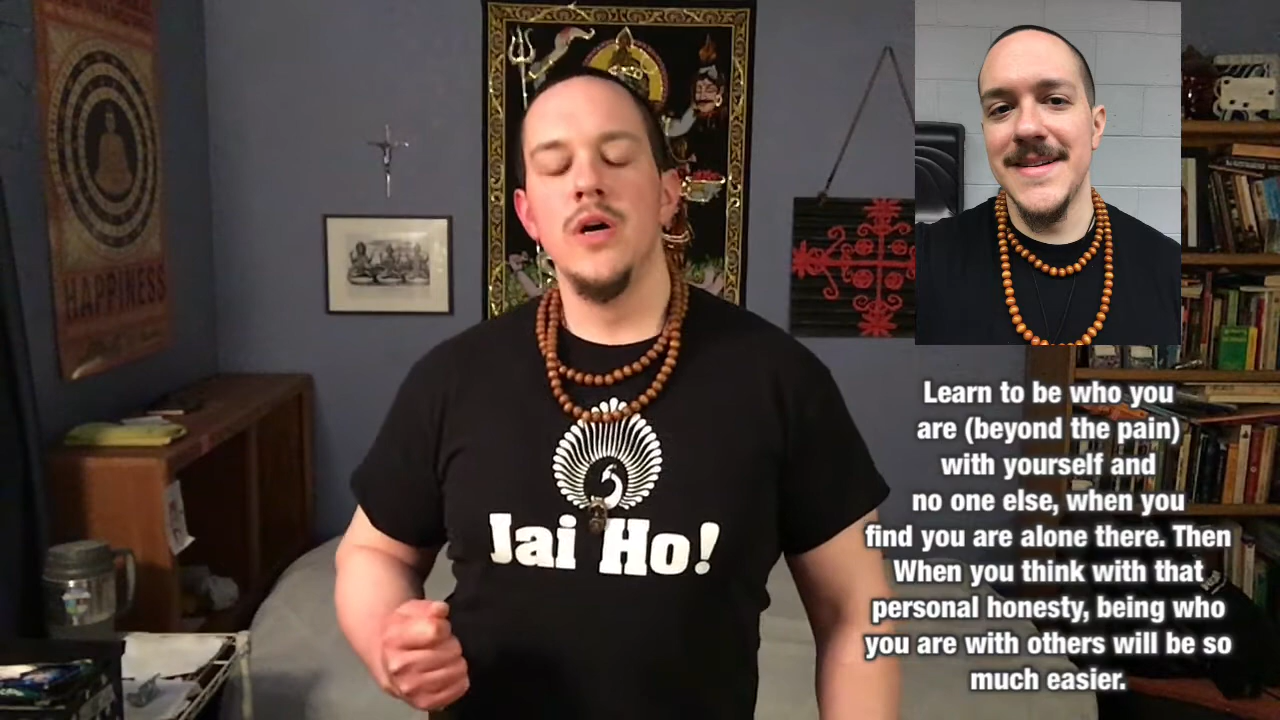 HAPPINESS
Jai Ho!
Learn to be who you
are (beyond the pain)
with yourself and
no one else, when you
find you are alone there. Then
When you think with that
personal honesty, being who
you are with others will be so
much easier.